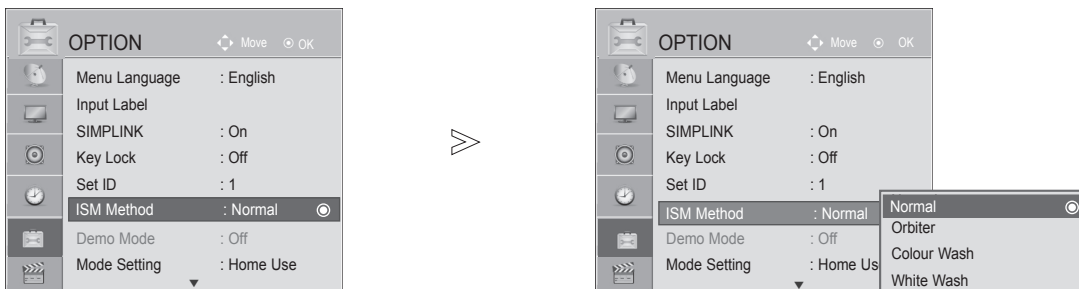 OPTION Move OK
Menu Language : English
Input Label
SIMPLINK : On
Key Lock : Off
Set ID : 1
ISM Method : Normal
Demo Mode : Off
Mode Setting : Home Use
OPTION Move OK
Menu Language : English
Input Label
SIMPLINK : On
Key Lock : Off
Set ID : 1
ISM Method : Normal
Demo Mode : Off
Mode Setting : Home Us
Normal
Orbiter
Colour Wash
White Wash